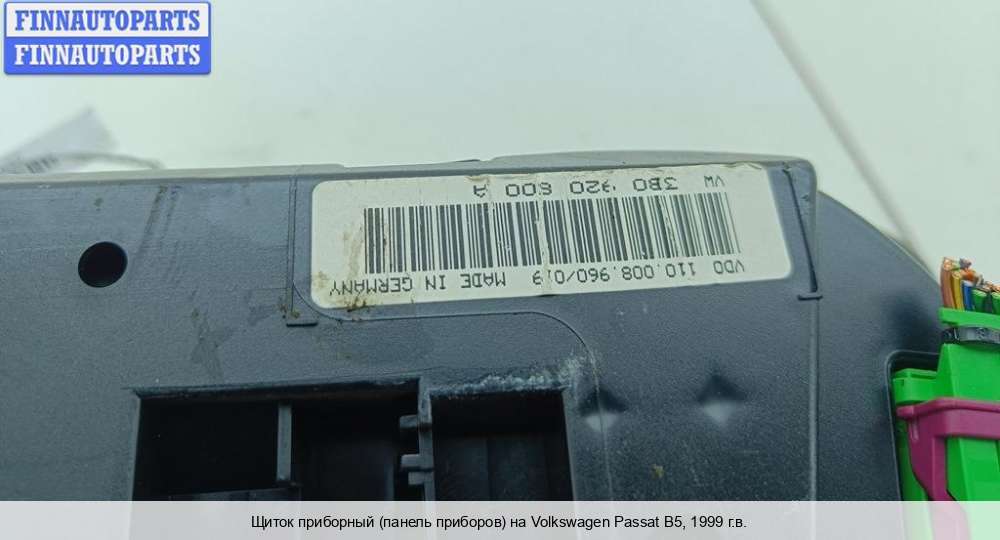 FINNAUTOPARTS
FINNAUTOPARTS
VW 3B0 920 800 A
VDO 110.008.960/019 MADE IN GERMANY
Щиток приборный (панель приборов) на Volkswagen Passat B5, 1999 г.в.